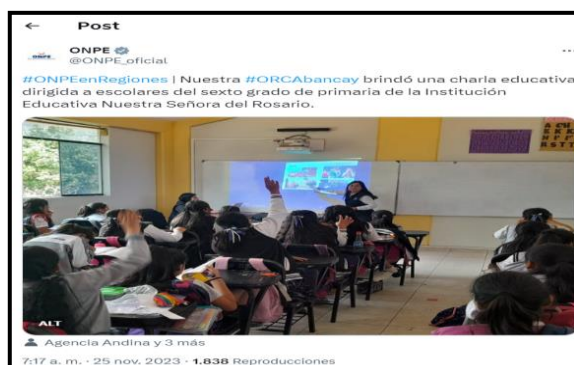 ← Post
ONPE
@ONPE_oficial
#ONPEenRegiones | Nuestra #ORCAbancay brindó una charla educativa
dirigida a escolares del sexto grado de primaria de la Institución
Educativa Nuestra Señora del Rosario.
ALT
Agencia Andina y 3 más
7:17 a. m. · 25 nov. 2023 · 1.838 Reproducciones